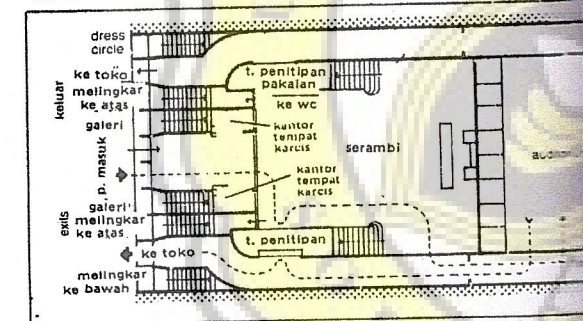 dress
circle
ke toko
melingkar
ke atas
galeri
keluar
p. masuk
exits
galeri
melingkar
ke atas
ke toko
melingkar
ke bawah
t. penitipan
pakaian
ke wc
kantor
tempat
karcis
kantor
tempat
karcis
serambi
t. penitipan